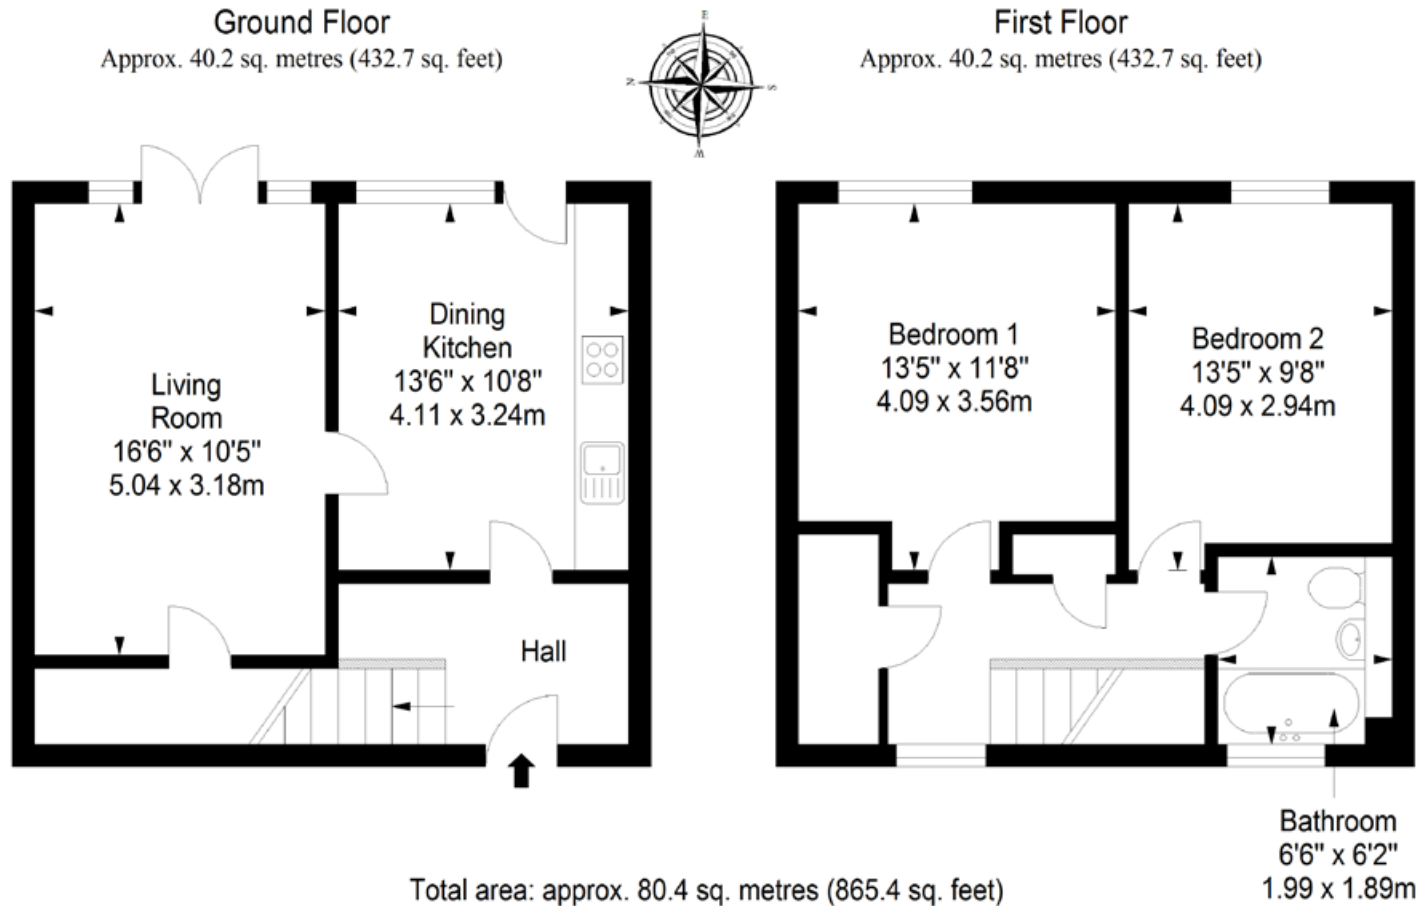 Ground Floor
Approx. 40.2 sq. metres (432.7 sq. feet)
E
N
S
W
First Floor
Approx. 40.2 sq. metres (432.7 sq. feet)
Living
Room
16'6" x 10'5"
5.04 x 3.18m
Dining
Kitchen
13'6" x 10'8"
4.11 x 3.24m
Hall
Bedroom 1
13'5" x 11'8"
4.09 x 3.56m
Bedroom 2
13'5" x 9'8"
4.09 x 2.94m
Bathroom
6'6" x 6'2"
1.99 x 1.89m
Total area: approx. 80.4 sq. metres (865.4 sq. feet)